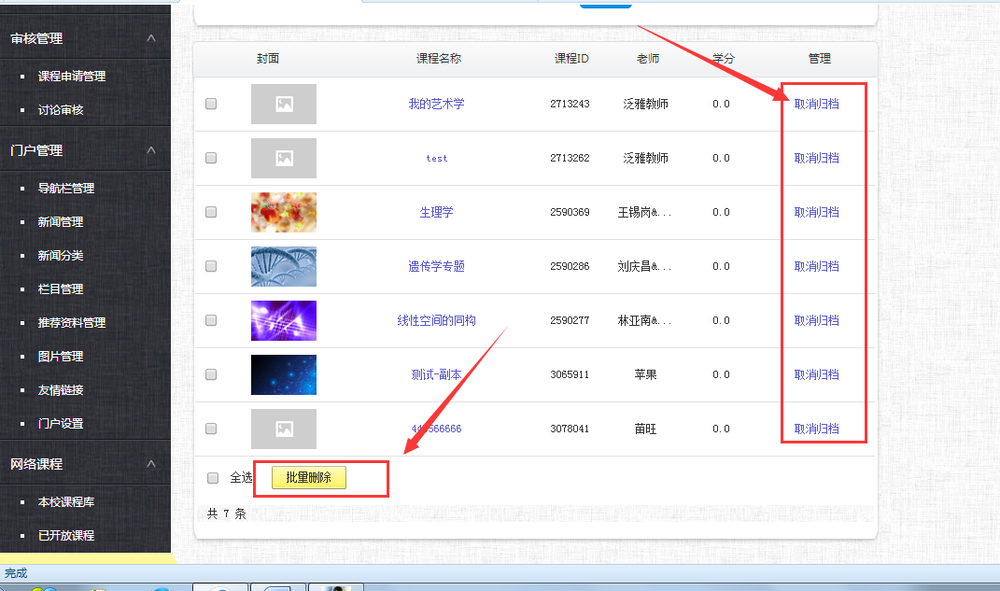 审核管理
课程申请管理
讨论审核
门户管理
导航栏管理
新闻管理
新闻分类
栏目管理
推荐资料管理
图片管理
友情链接
门户设置
网络课程
本校课程库
已开放课程
封面 课程名称 课程ID 老师 学分 管理
我的艺术学 2713243 泛雅教师 0.0 取消归档
test 2713262 泛雅教师 0.0 取消归档
生理学 2590369 王锡岗&... 0.0 取消归档
遗传学专题 2590286 刘庆昌&... 0.0 取消归档
线性空间的同构 2590277 林亚南&... 0.0 取消归档
测试-副本 3065911 苹果 0.0 取消归档
3078041 苗旺 0.0 取消归档
全选 批量删除
共 7 条
完成